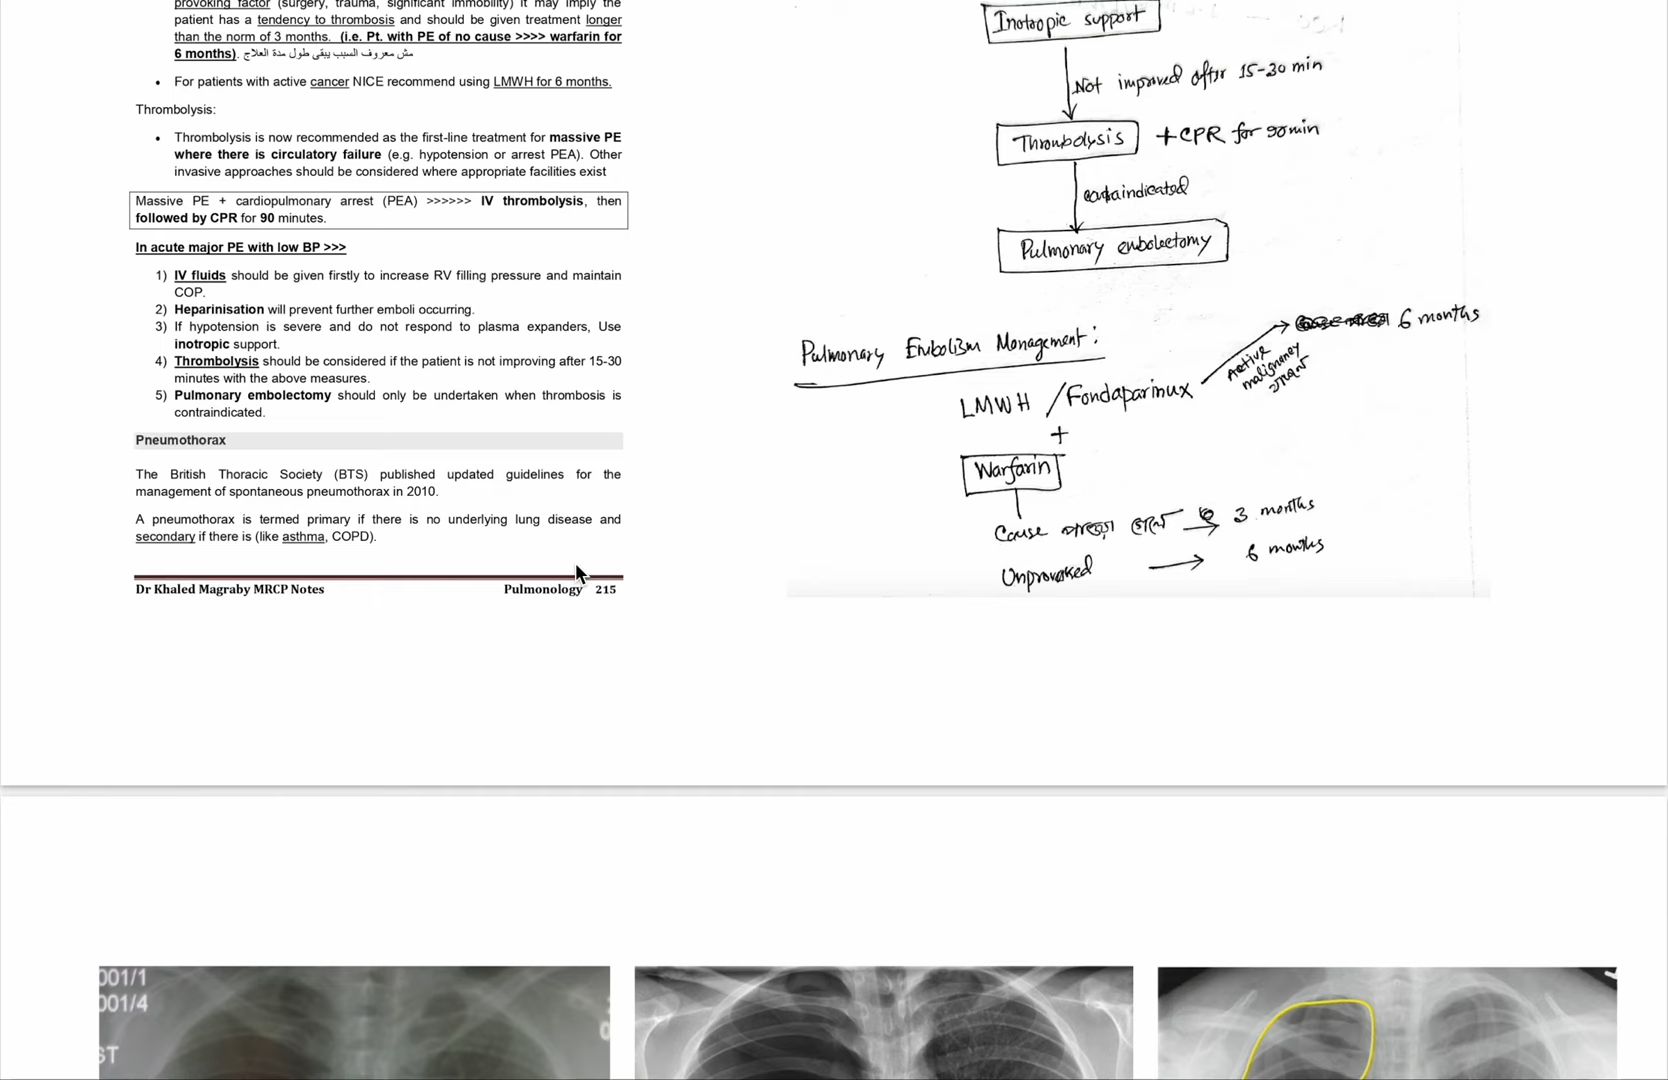 provoking factor (surgery, trauma, significant immobility) it may imply the
patient has a tendency to thrombosis and should be given treatment longer
than the norm of 3 months. (i.e. Pt. with PE of no cause >>>> warfarin for
6 months). مش معروف السبب يبقى طول مدة العلاج
• For patients with active cancer NICE recommend using LMWH for 6 months.
Thrombolysis:
• Thrombolysis is now recommended as the first-line treatment for massive PE
where there is circulatory failure (e.g. hypotension or arrest PEA). Other
invasive approaches should be considered where appropriate facilities exist
Massive PE + cardiopulmonary arrest (PEA) >>>>>> IV thrombolysis, then
followed by CPR for 90 minutes.
In acute major PE with low BP >>>
1) IV fluids should be given firstly to increase RV filling pressure and maintain
COP.
2) Heparinisation will prevent further emboli occurring.
3) If hypotension is severe and do not respond to plasma expanders, Use
inotropic support.
4) Thrombolysis should be considered if the patient is not improving after 15-30
minutes with the above measures.
5) Pulmonary embolectomy should only be undertaken when thrombosis is
contraindicated.
Pneumothorax
The British Thoracic Society (BTS) published updated guidelines for the
management of spontaneous pneumothorax in 2010.
A pneumothorax is termed primary if there is no underlying lung disease and
secondary if there is (like asthma, COPD).
Dr Khaled Magraby MRCP Notes Pulmonology 215
Inotropic support
Not improved after 15-30 min
Thrombolysis + CPR for 90min
contraindicated
Pulmonary embolectomy
Pulmonary Embolism Management:
6 months
Active
malignancy
থাকলে
LMWH / Fondaparinux
+
Warfarin
Cause → 3 months
Unprovoked → 6 months
001/1
001/4
ST